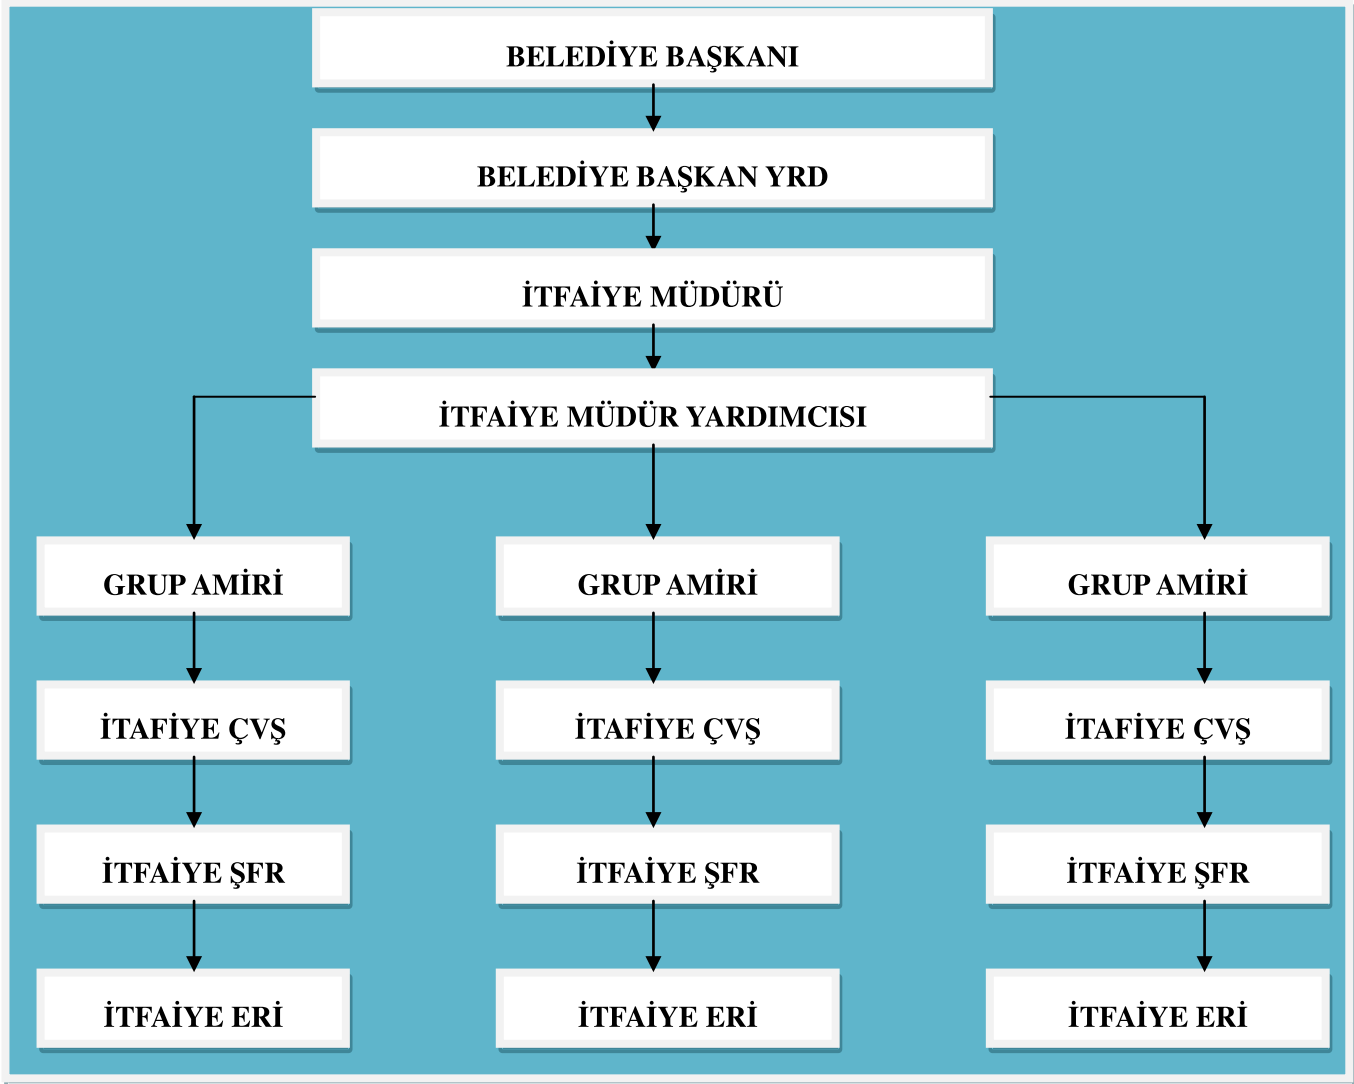 BELEDİYE BAŞKANI
BELEDİYE BAŞKAN YRD
İTFAİYE MÜDÜRÜ
İTFAİYE MÜDÜR YARDIMCISI
GRUP AMİRİ
GRUP AMİRİ
GRUP AMİRİ
İTAFİYE ÇVŞ
İTAFİYE ÇVŞ
İTAFİYE ÇVŞ
İTFAİYE ŞFR
İTFAİYE ŞFR
İTFAİYE ŞFR
İTFAİYE ERİ
İTFAİYE ERİ
İTFAİYE ERİ